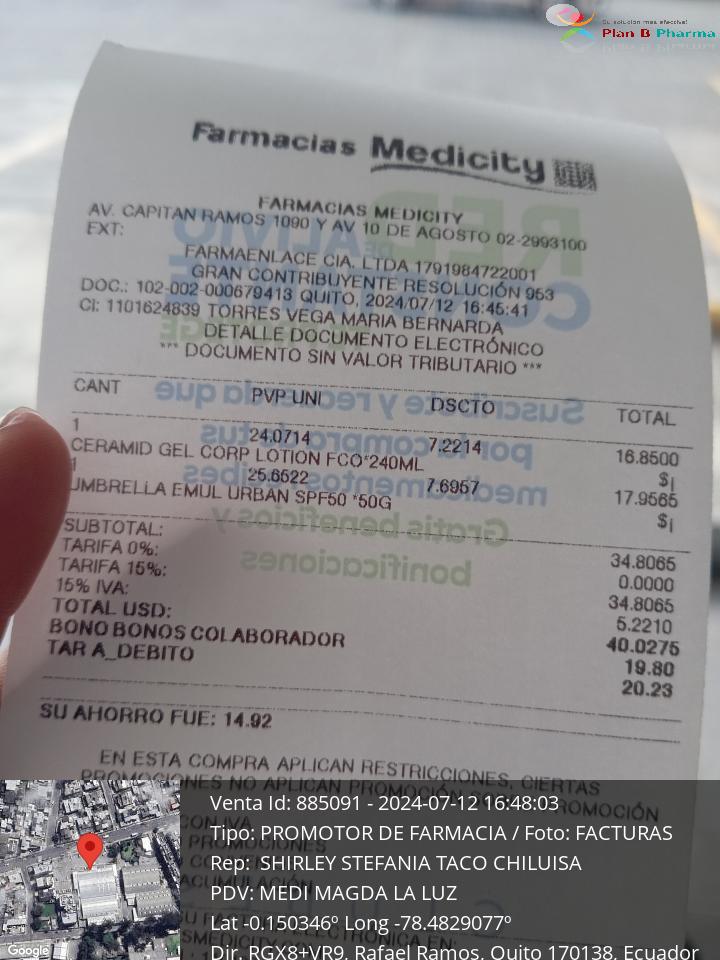 Su solución más efectiva!
Plan B Pharma
Farmacias Medicity
FARMACIAS MEDICITY
AV. CAPITAN RAMOS 1090 Y AV 10 DE AGOSTO 02-2993100
EXT:
FARMAENLACE CIA. LTDA 1791984722001
GRAN CONTRIBUYENTE RESOLUCIÓN 953
DOC.: 102-002-000679413 QUITO, 2024/07/12 16:45:41
CI: 1101624839 TORRES VEGA MARIA BERNARDA
DETALLE DOCUMENTO ELECTRÓNICO
*** DOCUMENTO SIN VALOR TRIBUTARIO ***
CANT PVP UNI DSCTO TOTAL
1 24.0714 7.2214 16.8500
CERAMID GEL CORP LOTION FCO*240ML $¡
1 25.6522 7.6957 17.9565
UMBRELLA EMUL URBAN SPF50 *50G $¡
SUBTOTAL: 34.8065
TARIFA 0%: 0.0000
TARIFA 15%: 34.8065
15% IVA: 5.2210
TOTAL USD: 40.0275
BONO BONOS COLABORADOR 19.80
TAR A_DEBITO 20.23
SU AHORRO FUE: 14.92
EN ESTA COMPRA APLICAN RESTRICCIONES, CIERTAS
PROMOCIONES NO APLICAN PROMOCIÓN
Venta Id: 885091 - 2024-07-12 16:48:03
Tipo: PROMOTOR DE FARMACIA / Foto: FACTURAS
Rep: SHIRLEY STEFANIA TACO CHILUISA
PDV: MEDI MAGDA LA LUZ
Lat -0.150346º Long -78.4829077º
Dir. RGX8+VR9, Rafael Ramos, Quito 170138, Ecuador
Google